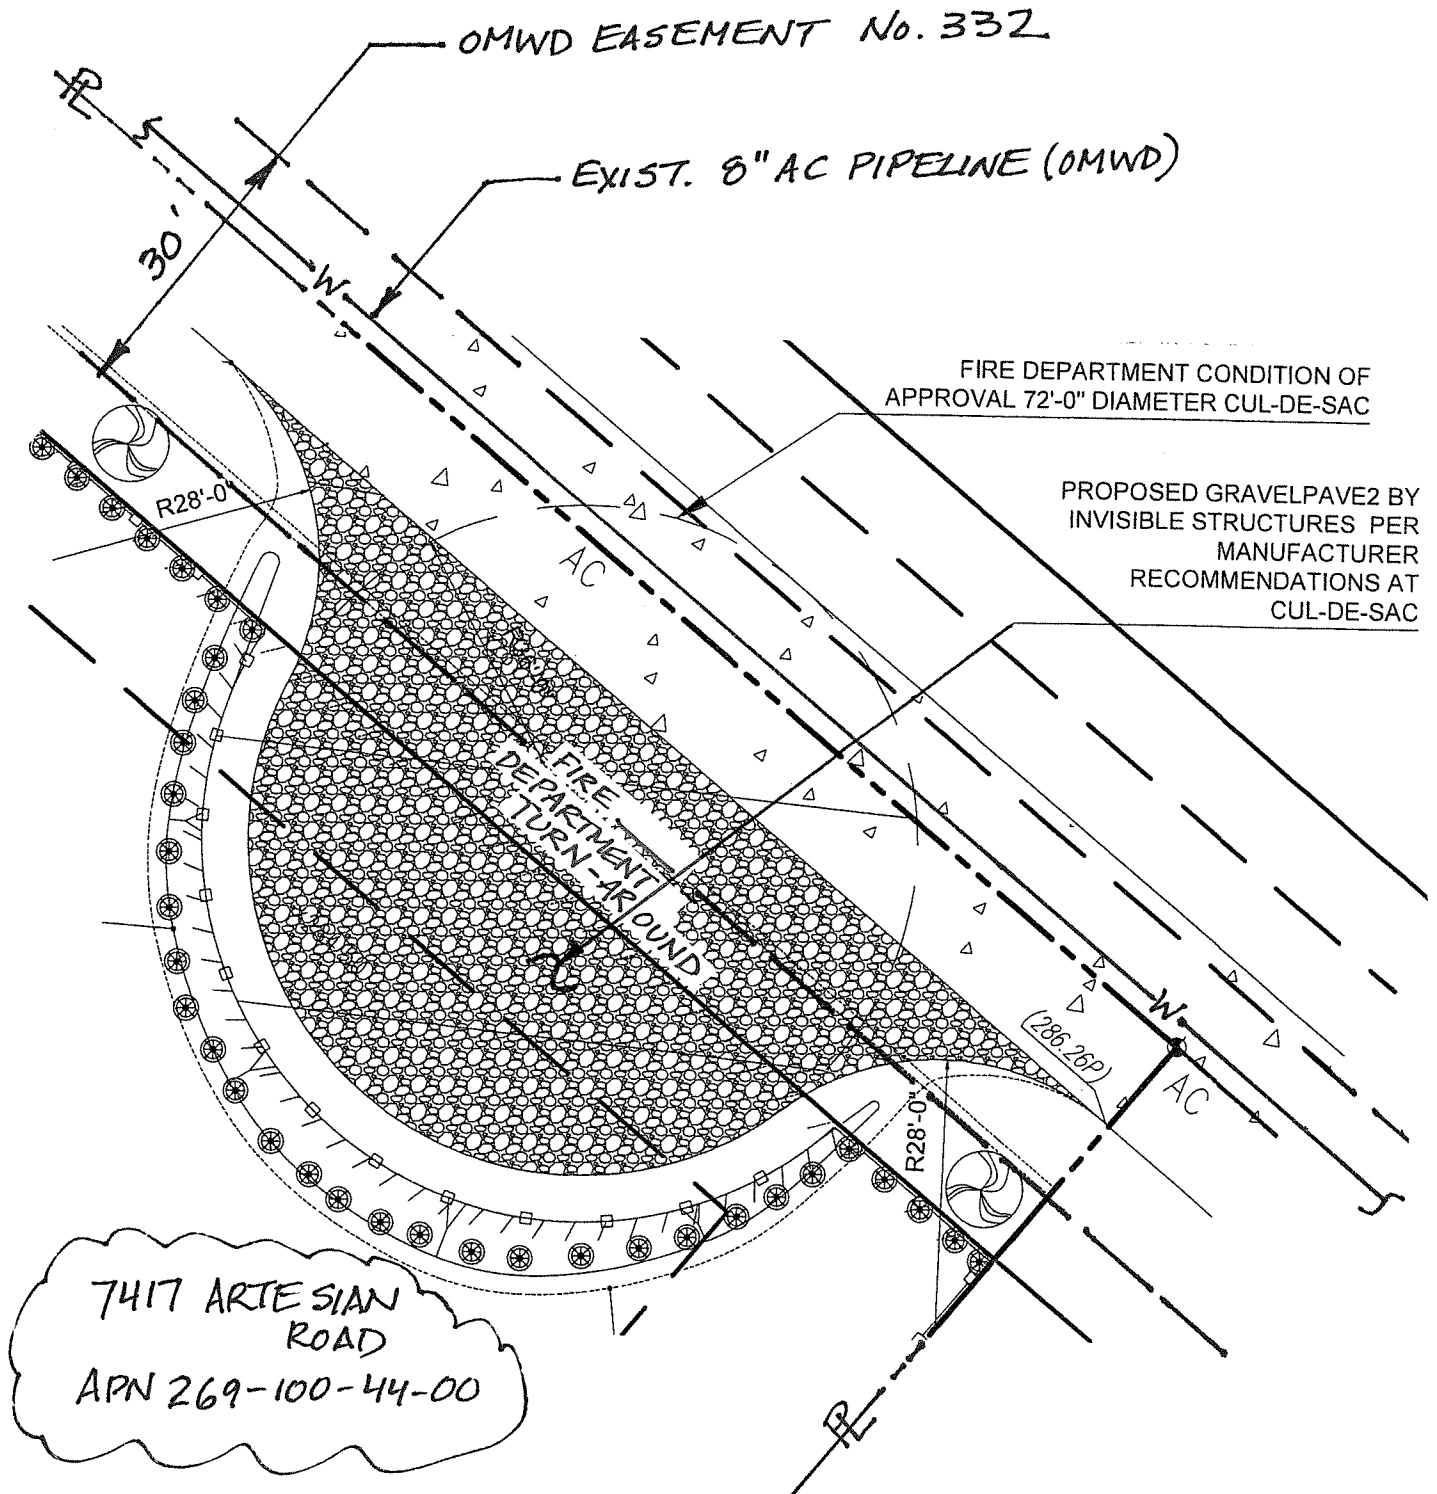 OMWD EASEMENT No. 332
PL
30'
EXIST. 8" AC PIPELINE (OMWD)
W
FIRE DEPARTMENT CONDITION OF
APPROVAL 72'-0" DIAMETER CUL-DE-SAC
R28'-0"
PROPOSED GRAVELPAVE2 BY
INVISIBLE STRUCTURES PER
MANUFACTURER
RECOMMENDATIONS AT
CUL-DE-SAC
AC
FIRE
DEPARTMENT
TURN-AROUND
W
(286.26P)
AC
R28'-0"
7417 ARTESIAN
ROAD
APN 269-100-44-00
PL